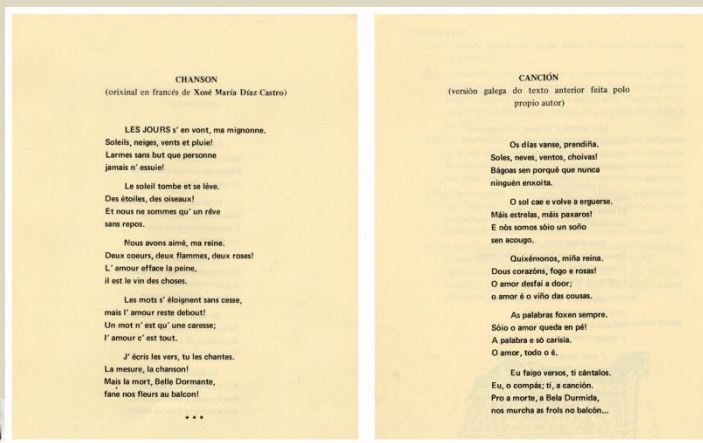 CHANSON
(orixinal en francés de Xosé María Díaz Castro)
LES JOURS s' en vont, ma mignonne.
Soleils, neiges, vents et pluie!
Larmes sans but que personne
jamais n' essuie!
Le soleil tombe et se lève.
Des étoiles, des oiseaux!
Et nous ne sommes qu' un rêve
sans repos.
Nous avons aimé, ma reine.
Deux coeurs, deux flammes, deux roses!
L' amour efface la peine,
il est le vin des choses.
Les mots s' éloignent sans cesse,
mais l' amour reste debout!
Un mot n' est qu' une caresse;
l' amour c' est tout.
J' écris les vers, tu les chantes.
La mesure, la chanson!
Mais la mort, Belle Dormante,
fane nos fleurs au balcon!
* * *
CANCIÓN
(versión galega do texto anterior feita polo
propio autor)
Os días vanse, prendiña.
Soles, neves, ventos, choivas!
Bágoas sen porqué que nunca
ninguén enxoita.
O sol cae e volve a erguerse.
Máis estrelas, máis paxaros!
E nós somos sóio un soño
sen acougo.
Quixémonos, miña reina.
Dous corazóns, fogo e rosas!
O amor desfai a door;
o amor é o viño das cousas.
As palabras foxen sempre.
Sóio o amor queda en pé!
A palabra e só carisia.
O amor, todo o é.
Eu faigo versos, ti cántalos.
Eu, o compás; ti, a canción.
Pro a morte, a Bela Durmida,
nos murcha as frols no balcón...